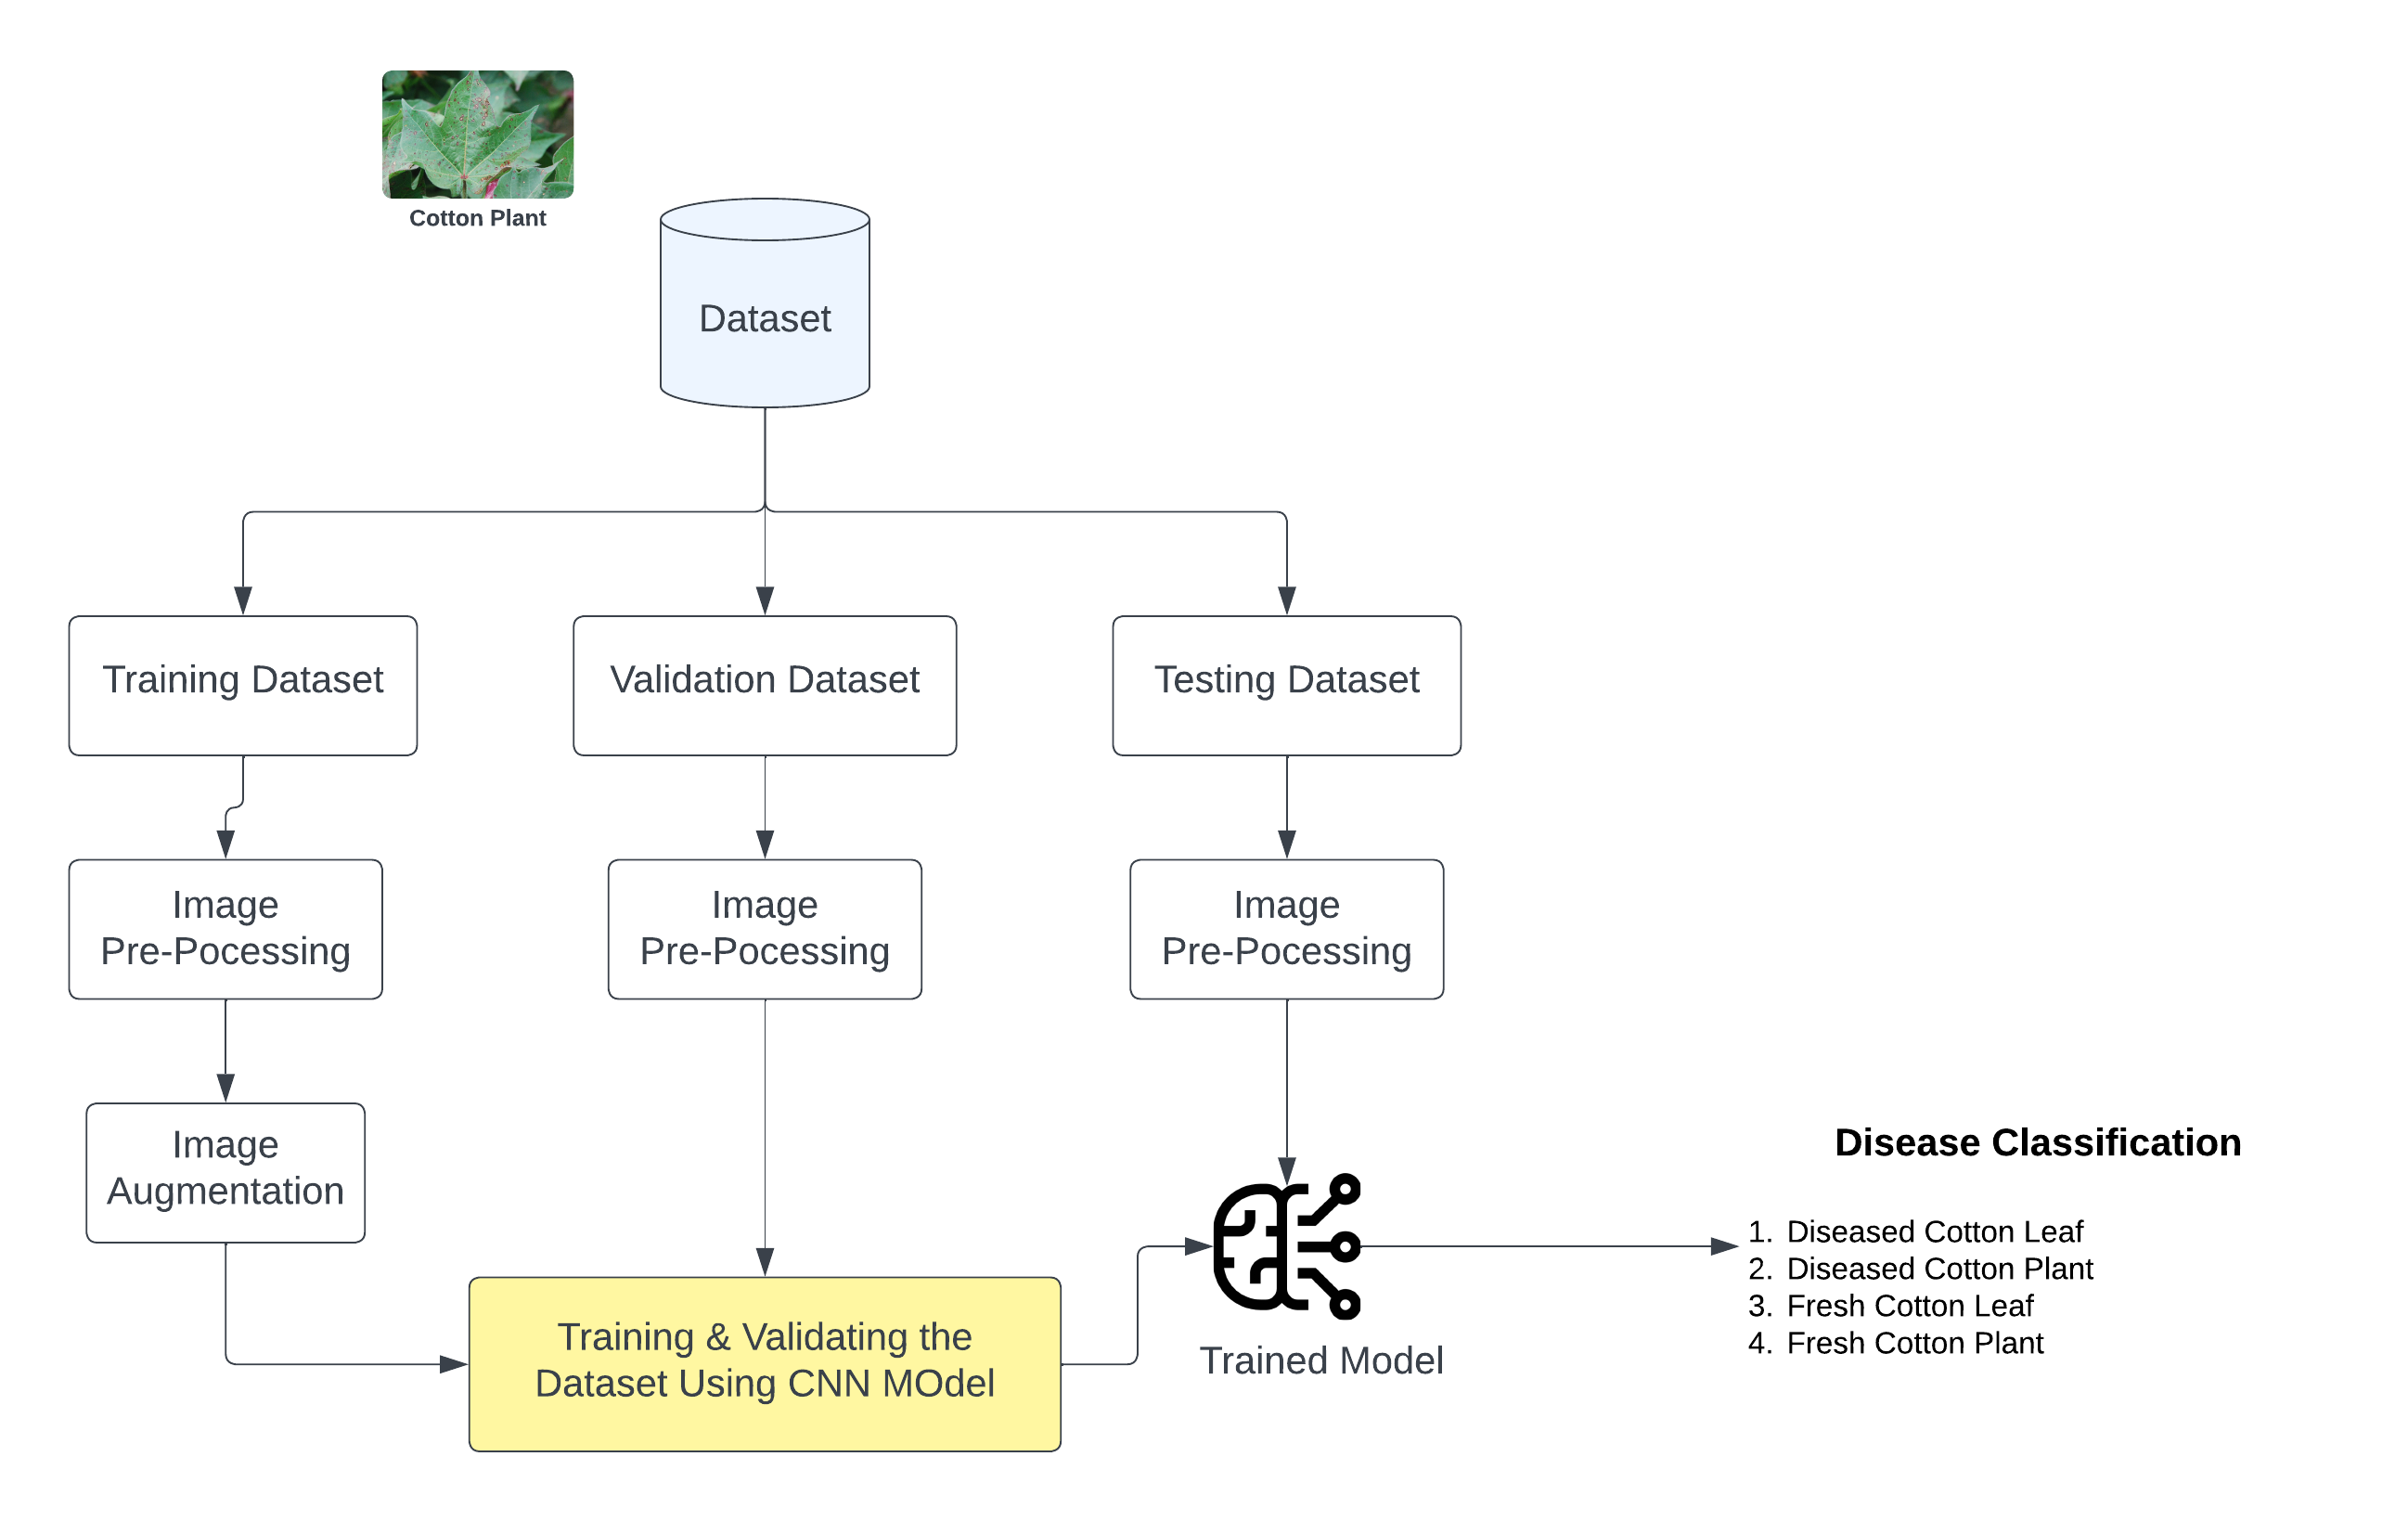 Cotton Plant
Dataset
Training Dataset
Validation Dataset
Testing Dataset
Image
Pre-Pocessing
Image
Pre-Pocessing
Image
Pre-Pocessing
Image
Augmentation
Training & Validating the
Dataset Using CNN MOdel
Trained Model
Disease Classification
1. Diseased Cotton Leaf
2. Diseased Cotton Plant
3. Fresh Cotton Leaf
4. Fresh Cotton Plant